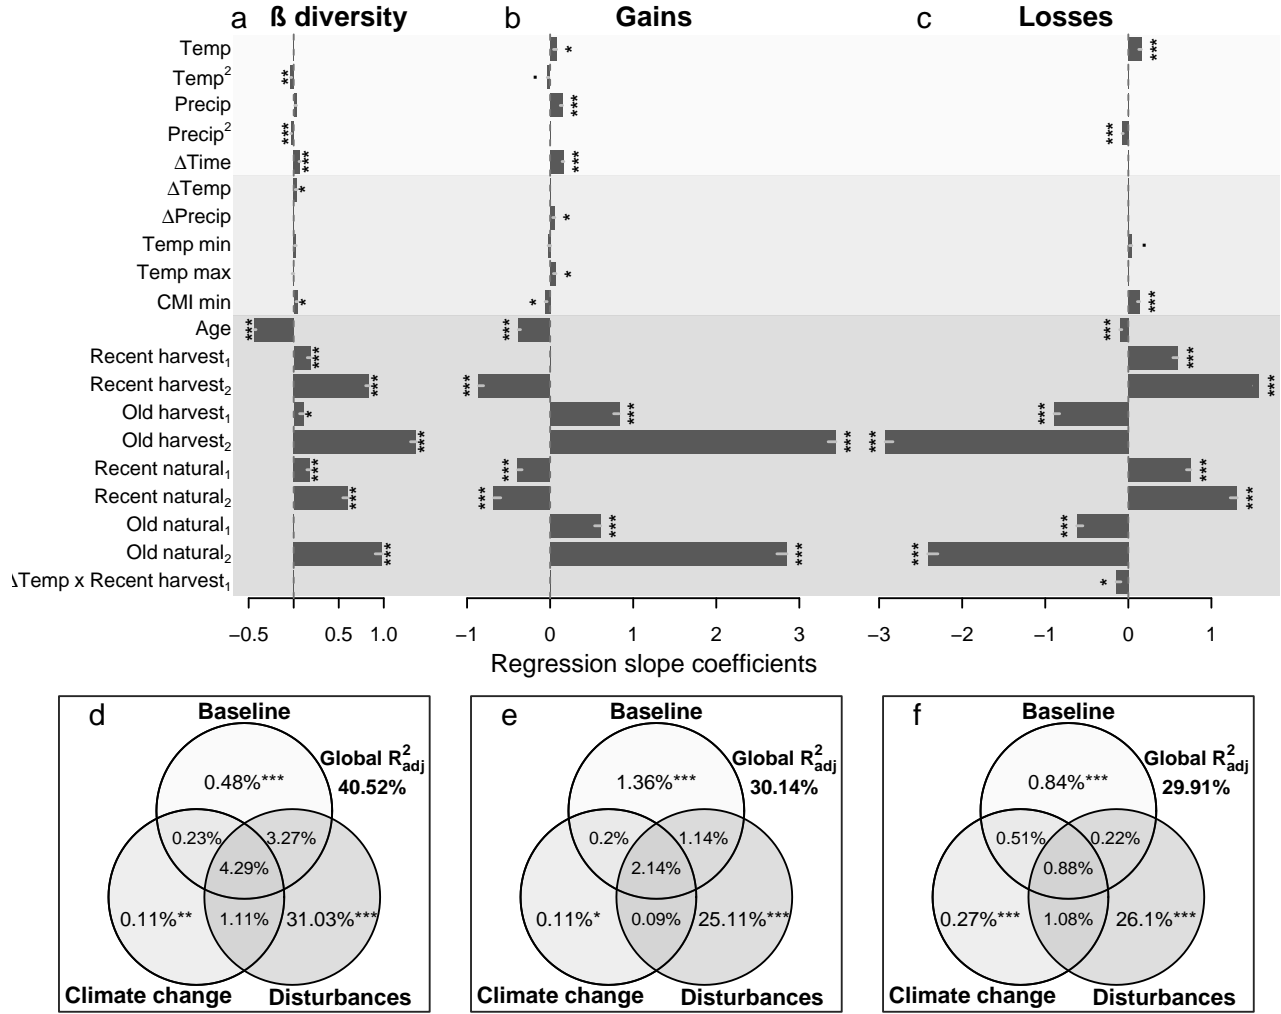 a ß diversity b Gains c Losses
Temp * ***
Temp2 ** .
Precip ***
Precip2 *** ***
∆Time *** ***
∆Temp *
∆Precip *
Temp min .
Temp max *
CMI min * * ***
Age *** *** ***
Recent harvest1 *** ***
Recent harvest2 *** *** ***
Old harvest1 * *** ***
Old harvest2 *** *** ***
Recent natural1 *** *** ***
Recent natural2 *** *** ***
Old natural1 *** ***
Old natural2 *** *** ***
∆Temp x Recent harvest1 *
−0.5 0.5 1.0 −1 0 1 2 3 −3 −2 −1 0 1
Regression slope coefficients
d Baseline
Global R2adj
40.52%
0.48%***
0.23% 3.27%
4.29%
0.11%** 1.11% 31.03%***
Climate change Disturbances
e Baseline
Global R2adj
30.14%
1.36%***
0.2% 1.14%
2.14%
0.11%* 0.09% 25.11%***
Climate change Disturbances
f Baseline
Global R2adj
29.91%
0.84%***
0.51% 0.22%
0.88%
0.27%*** 1.08% 26.1%***
Climate change Disturbances